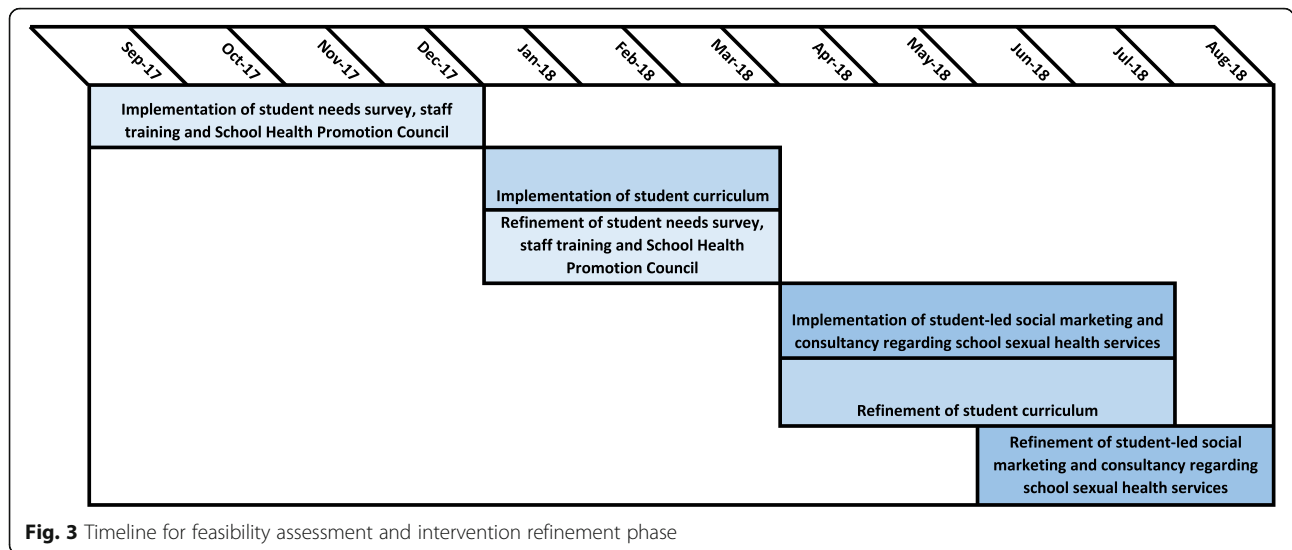 Sep-17
Oct-17
Nov-17
Dec-17
Jan-18
Feb-18
Mar-18
Apr-18
May-18
Jun-18
Jul-18
Aug-18
Implementation of student needs survey, staff
training and School Health Promotion Council
Implementation of student curriculum
Refinement of student needs survey,
staff training and School Health
Promotion Council
Implementation of student-led social marketing and
consultancy regarding school sexual health services
Refinement of student curriculum
Refinement of student-led social
marketing and consultancy regarding
school sexual health services
Fig. 3 Timeline for feasibility assessment and intervention refinement phase